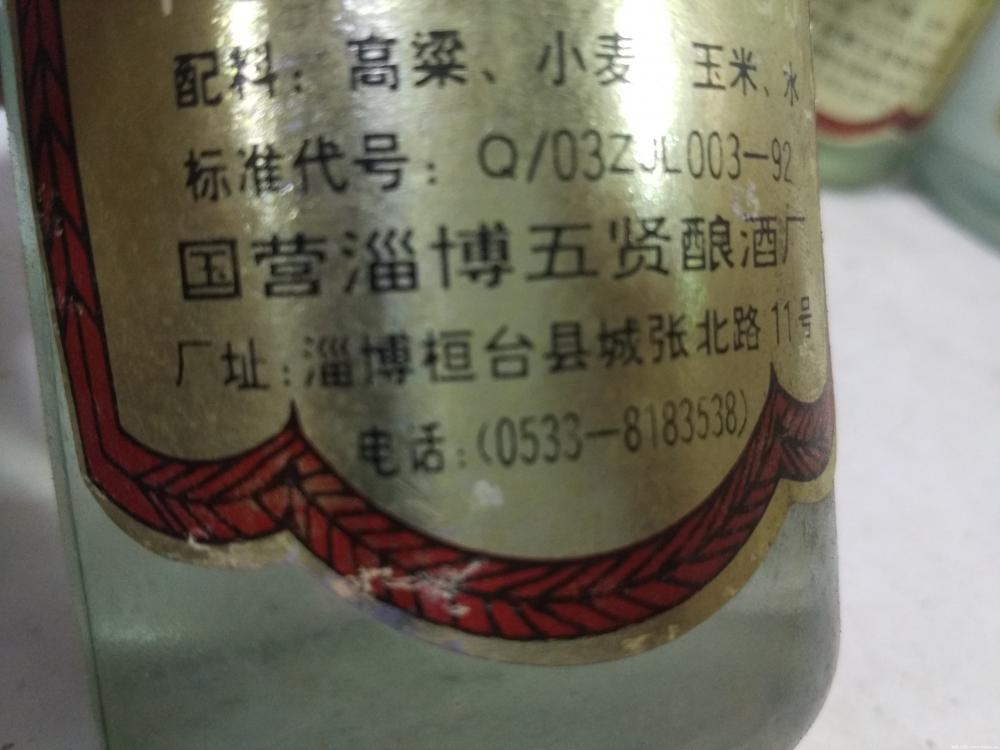 配料：高粱、小麦 玉米、水
标准代号：Q/03ZJL003—92
国营淄博五贤酿酒厂
厂址：淄博桓台县城张北路11号
电话：(0533—8183538)